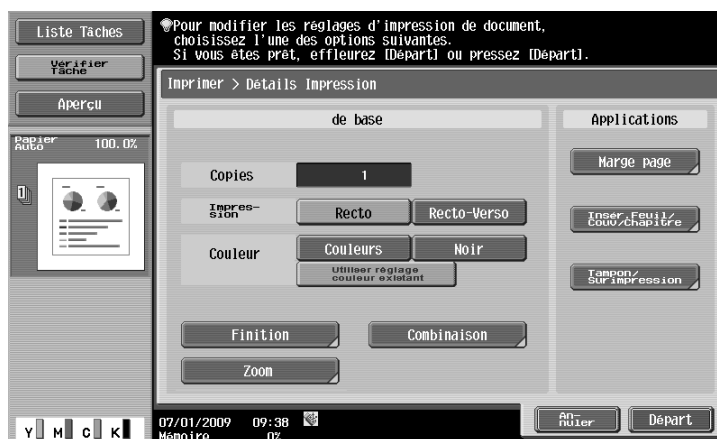 Liste Tâches
Vérifier
Tâche
Aperçu
Papier
Auto
100.0%
Y M C K
Pour modifier les réglages d'impression de document,
choisissez l'une des options suivantes.
Si vous êtes prêt, effleurez [Départ] ou pressez [Départ].
Imprimer > Détails Impression
de base
Copies
1
Impres-
sion
Recto
Recto-Verso
Couleur
Couleurs
Noir
Utiliser réglage
couleur existant
Finition
Combinaison
Zoom
Applications
Marge page
Insér.Feuil/
Couv/Chapitre
Tampon/
Surimpression
07/01/2009 09:38
Mémoire 0%
An-
nuler
Départ